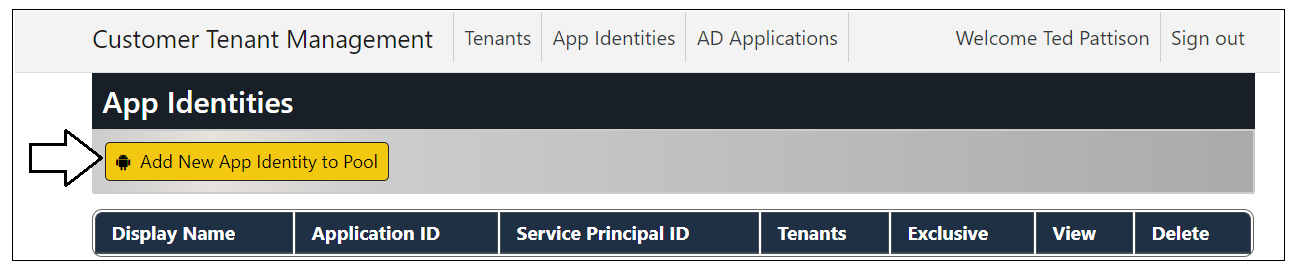 Customer Tenant Management Tenants App Identities AD Applications Welcome Ted Pattison Sign out
App Identities
Add New App Identity to Pool
Display Name Application ID Service Principal ID Tenants Exclusive View Delete